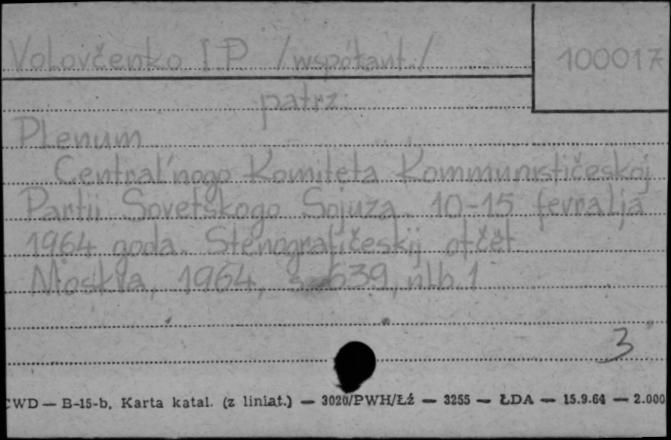 Volovčenko I.P. /współaut./ 100017
patrz:
Plenum
Central'nogo Komiteta Kommunističeskoj
Partii Sovetskogo Sojuza. 10-15 fevralja
1964 goda. Stenografičeskij otčët
Moskva, 1964, s. 639, nlb. 1
3
CWD — B-15-b, Karta katal. (z liniat.) — 3020/PWH/Łź — 3255 — ŁDA — 15.9.64 — 2.000